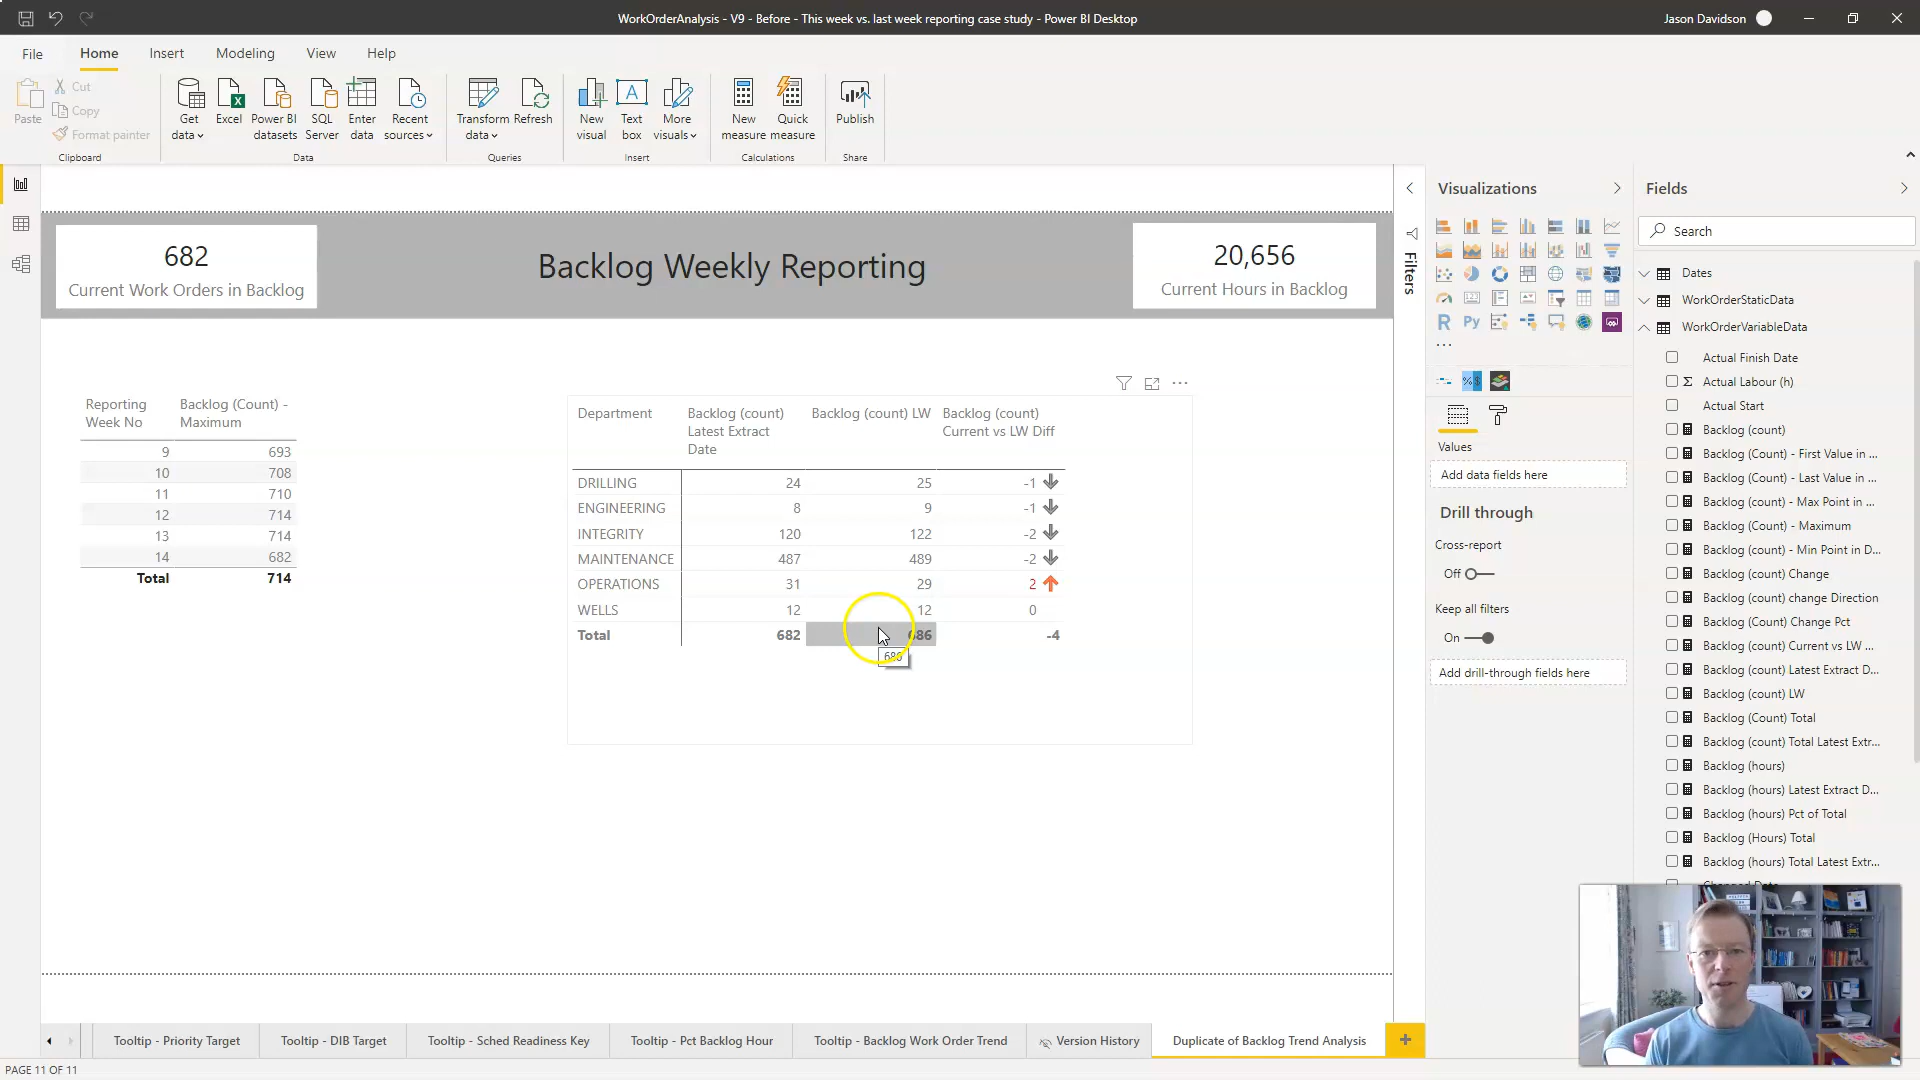 WorkOrderAnalysis - V9 - Before - This week vs. last week reporting case study - Power BI Desktop
Jason Davidson
File
Home
Insert
Modeling
View
Help
Paste
Cut
Copy
Format painter
Clipboard
Get
data
Excel
Power BI
datasets
SQL
Server
Enter
data
Recent
sources
Data
Transform
data
Refresh
Queries
New
visual
Text
box
More
visuals
Insert
New
measure
Quick
measure
Calculations
Publish
Share
682
Current Work Orders in Backlog
Backlog Weekly Reporting
20,656
Current Hours in Backlog
Reporting
Week No
Backlog (Count) -
Maximum
9 693
10 708
11 710
12 714
13 714
14 682
Total 714
Department
Backlog (count)
Latest Extract
Date
Backlog (count) LW
Backlog (count)
Current vs LW Diff
DRILLING 24 25 -1
ENGINEERING 8 9 -1
INTEGRITY 120 122 -2
MAINTENANCE 487 489 -2
OPERATIONS 31 29 2
WELLS 12 12 0
Total 682 686 -4
686
Filters
Visualizations
R
Py
Values
Add data fields here
Drill through
Cross-report
Off
Keep all filters
On
Add drill-through fields here
Fields
Search
Dates
WorkOrderStaticData
WorkOrderVariableData
Actual Finish Date
Actual Labour (h)
Actual Start
Backlog (count)
Backlog (Count) - First Value in ...
Backlog (Count) - Last Value in ...
Backlog (count) - Max Point in ...
Backlog (Count) - Maximum
Backlog (count) - Min Point in D...
Backlog (count) Change
Backlog (count) change Direction
Backlog (Count) Change Pct
Backlog (count) Current vs LW ...
Backlog (count) Latest Extract D...
Backlog (count) LW
Backlog (Count) Total
Backlog (count) Total Latest Extr...
Backlog (hours)
Backlog (hours) Latest Extract D...
Backlog (hours) Pct of Total
Backlog (Hours) Total
Backlog (hours) Total Latest Extr...
Tooltip - Priority Target
Tooltip - DIB Target
Tooltip - Sched Readiness Key
Tooltip - Pct Backlog Hour
Tooltip - Backlog Work Order Trend
Version History
Duplicate of Backlog Trend Analysis
PAGE 11 OF 11